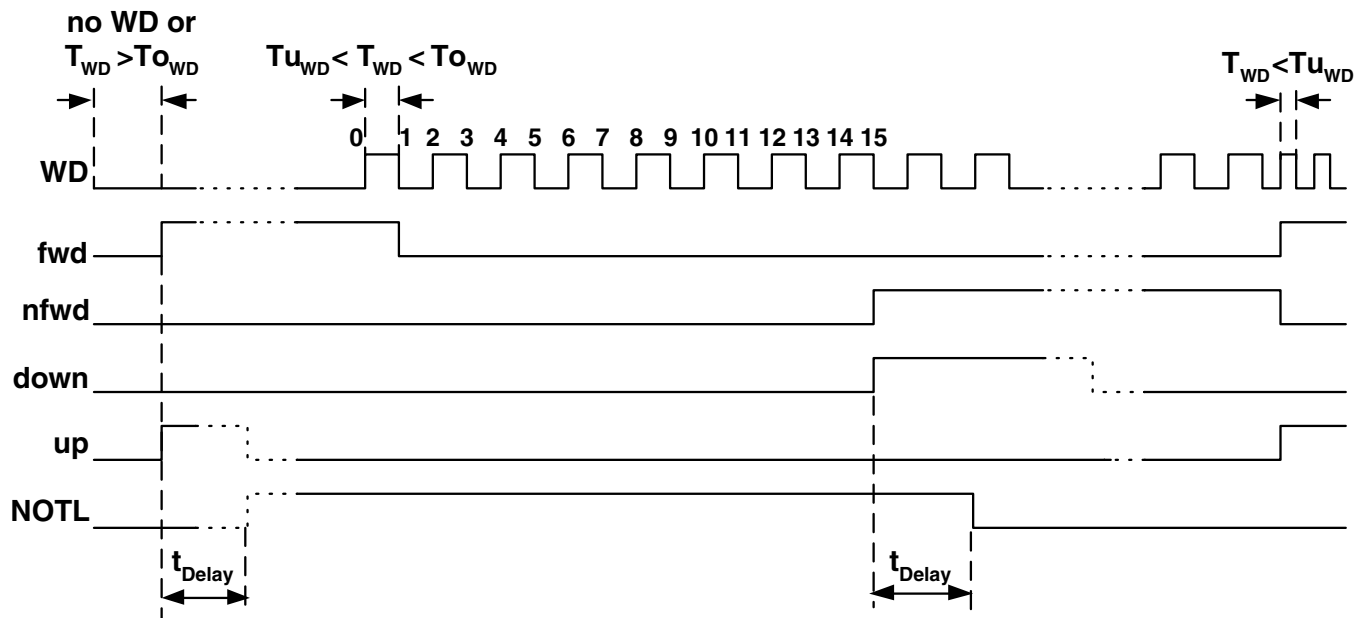 no WD or
T_WD >To_WD
Tu_WD< T_WD < To_WD
T_WD<Tu_WD
0 1 2 3 4 5 6 7 8 9 10 11 12 13 14 15
WD
fwd
nfwd
down
up
NOTL
t_Delay
t_Delay